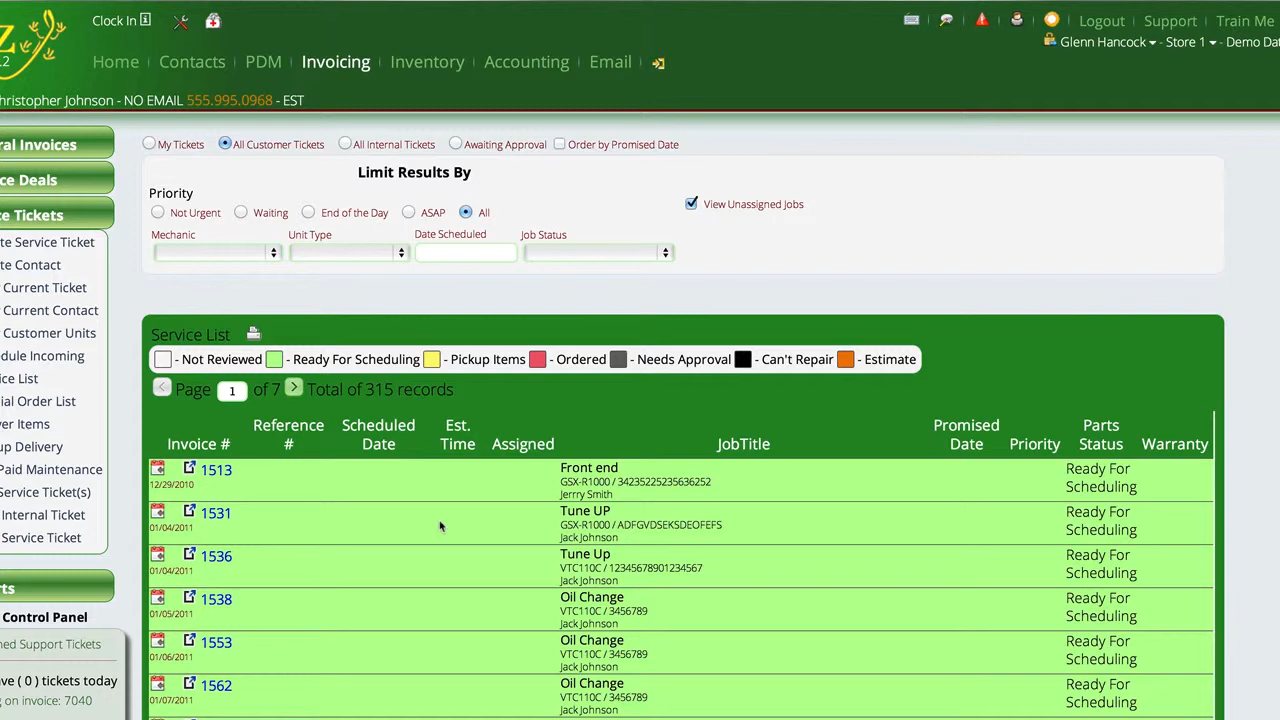 Clock In
Logout Support Train Me
Glenn Hancock - Store 1 - Demo Dat
Z
.2
Home Contacts PDM Invoicing Inventory Accounting Email
hristopher Johnson - NO EMAIL 555.995.0968 - EST
ral Invoices
ce Deals
ce Tickets
te Service Ticket
te Contact
Current Ticket
Current Contact
Customer Units
dule Incoming
ice List
ial Order List
er Items
up Delivery
Paid Maintenance
Service Ticket(s)
Internal Ticket
Service Ticket
rts
Control Panel
ned Support Tickets
ve ( 0 ) tickets today
g on invoice: 7040
My Tickets All Customer Tickets All Internal Tickets Awaiting Approval Order by Promised Date
Limit Results By
Priority
Not Urgent Waiting End of the Day ASAP All
View Unassigned Jobs
Mechanic Unit Type Date Scheduled Job Status
Service List
- Not Reviewed - Ready For Scheduling - Pickup Items - Ordered - Needs Approval - Can't Repair - Estimate
Page 1 of 7 Total of 315 records
Invoice # Reference # Scheduled Date Est. Time Assigned JobTitle Promised Date Priority Parts Status Warranty
1513 Front end Ready For
GSX-R1000 / 34235225235636252 Scheduling
12/29/2010 Jerrry Smith
1531 Tune UP Ready For
GSX-R1000 / ADFGVDSEKSDEOFEFS Scheduling
01/04/2011 Jack Johnson
1536 Tune Up Ready For
VTC110C / 12345678901234567 Scheduling
01/04/2011 Jack Johnson
1538 Oil Change Ready For
VTC110C / 3456789 Scheduling
01/05/2011 Jack Johnson
1553 Oil Change Ready For
VTC110C / 3456789 Scheduling
01/06/2011 Jack Johnson
1562 Oil Change Ready For
VTC110C / 3456789 Scheduling
01/07/2011 Jack Johnson